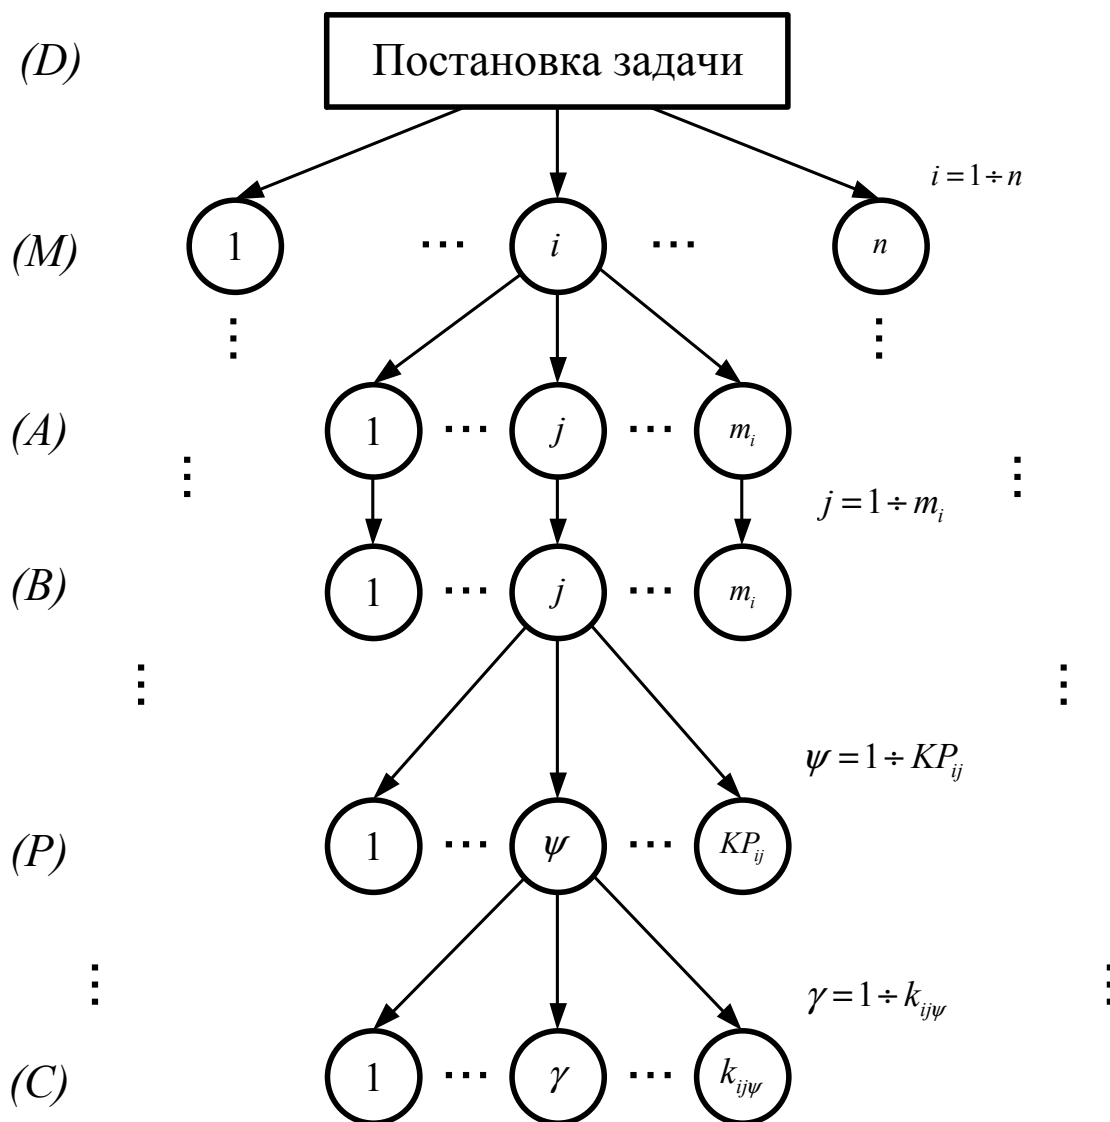 (D) Постановка задачи
i = 1 ÷ n
(M) 1 ... i ... n
(A) 1 ... j ... m_i
j = 1 ÷ m_i
(B) 1 ... j ... m_i
ψ = 1 ÷ KP_ij
(P) 1 ... ψ ... KP_ij
γ = 1 ÷ k_ijψ
(C) 1 ... γ ... k_ijψ